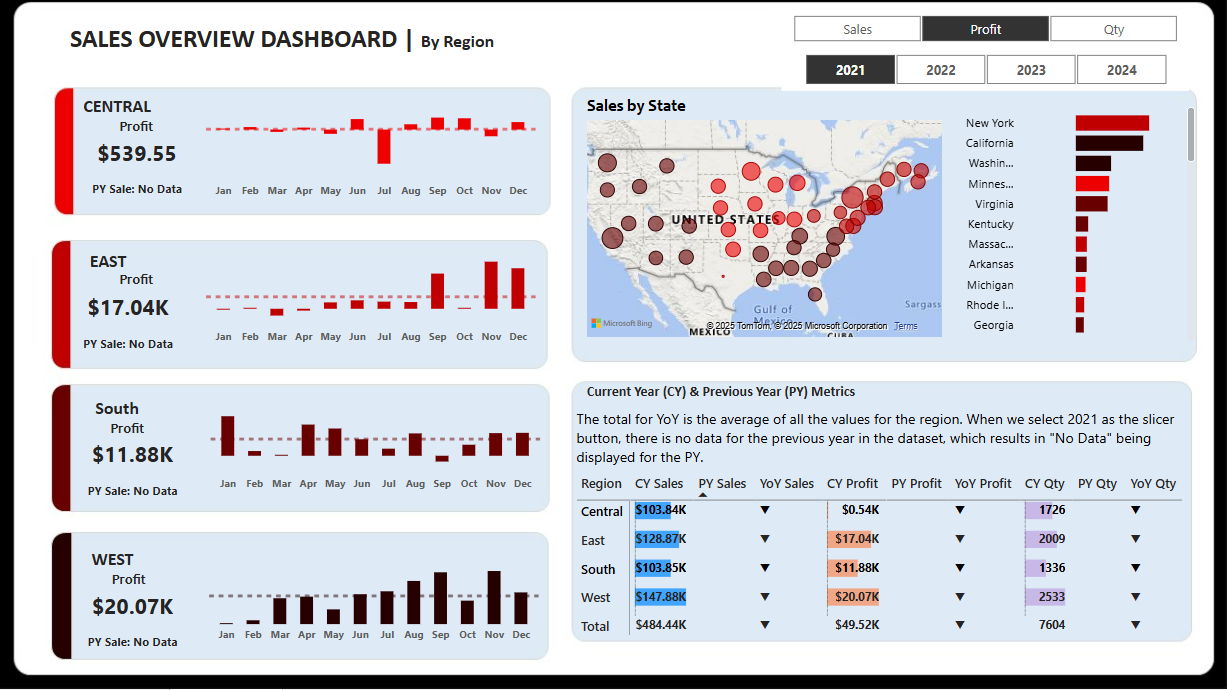 SALES OVERVIEW DASHBOARD | By Region
Sales Profit Qty
2021 2022 2023 2024
CENTRAL
Profit
$539.55
PY Sale: No Data
Jan Feb Mar Apr May Jun Jul Aug Sep Oct Nov Dec
EAST
Profit
$17.04K
PY Sale: No Data
Jan Feb Mar Apr May Jun Jul Aug Sep Oct Nov Dec
South
Profit
$11.88K
PY Sale: No Data
Jan Feb Mar Apr May Jun Jul Aug Sep Oct Nov Dec
WEST
Profit
$20.07K
PY Sale: No Data
Jan Feb Mar Apr May Jun Jul Aug Sep Oct Nov Dec
Sales by State
UNITED STATES
Gulf of
Mexico
Sargass
MEXICO
CUBA
Microsoft Bing
© 2025 TomTom, © 2025 Microsoft Corporation Terms
New York
California
Washin...
Minnes...
Virginia
Kentucky
Massac...
Arkansas
Michigan
Rhode I...
Georgia
Current Year (CY) & Previous Year (PY) Metrics
The total for YoY is the average of all the values for the region. When we select 2021 as the slicer
button, there is no data for the previous year in the dataset, which results in "No Data" being
displayed for the PY.
Region CY Sales PY Sales YoY Sales CY Profit PY Profit YoY Profit CY Qty PY Qty YoY Qty
Central $103.84K ▼ $0.54K ▼ 1726 ▼
East $128.87K ▼ $17.04K ▼ 2009 ▼
South $103.85K ▼ $11.88K ▼ 1336 ▼
West $147.88K ▼ $20.07K ▼ 2533 ▼
Total $484.44K ▼ $49.52K ▼ 7604 ▼